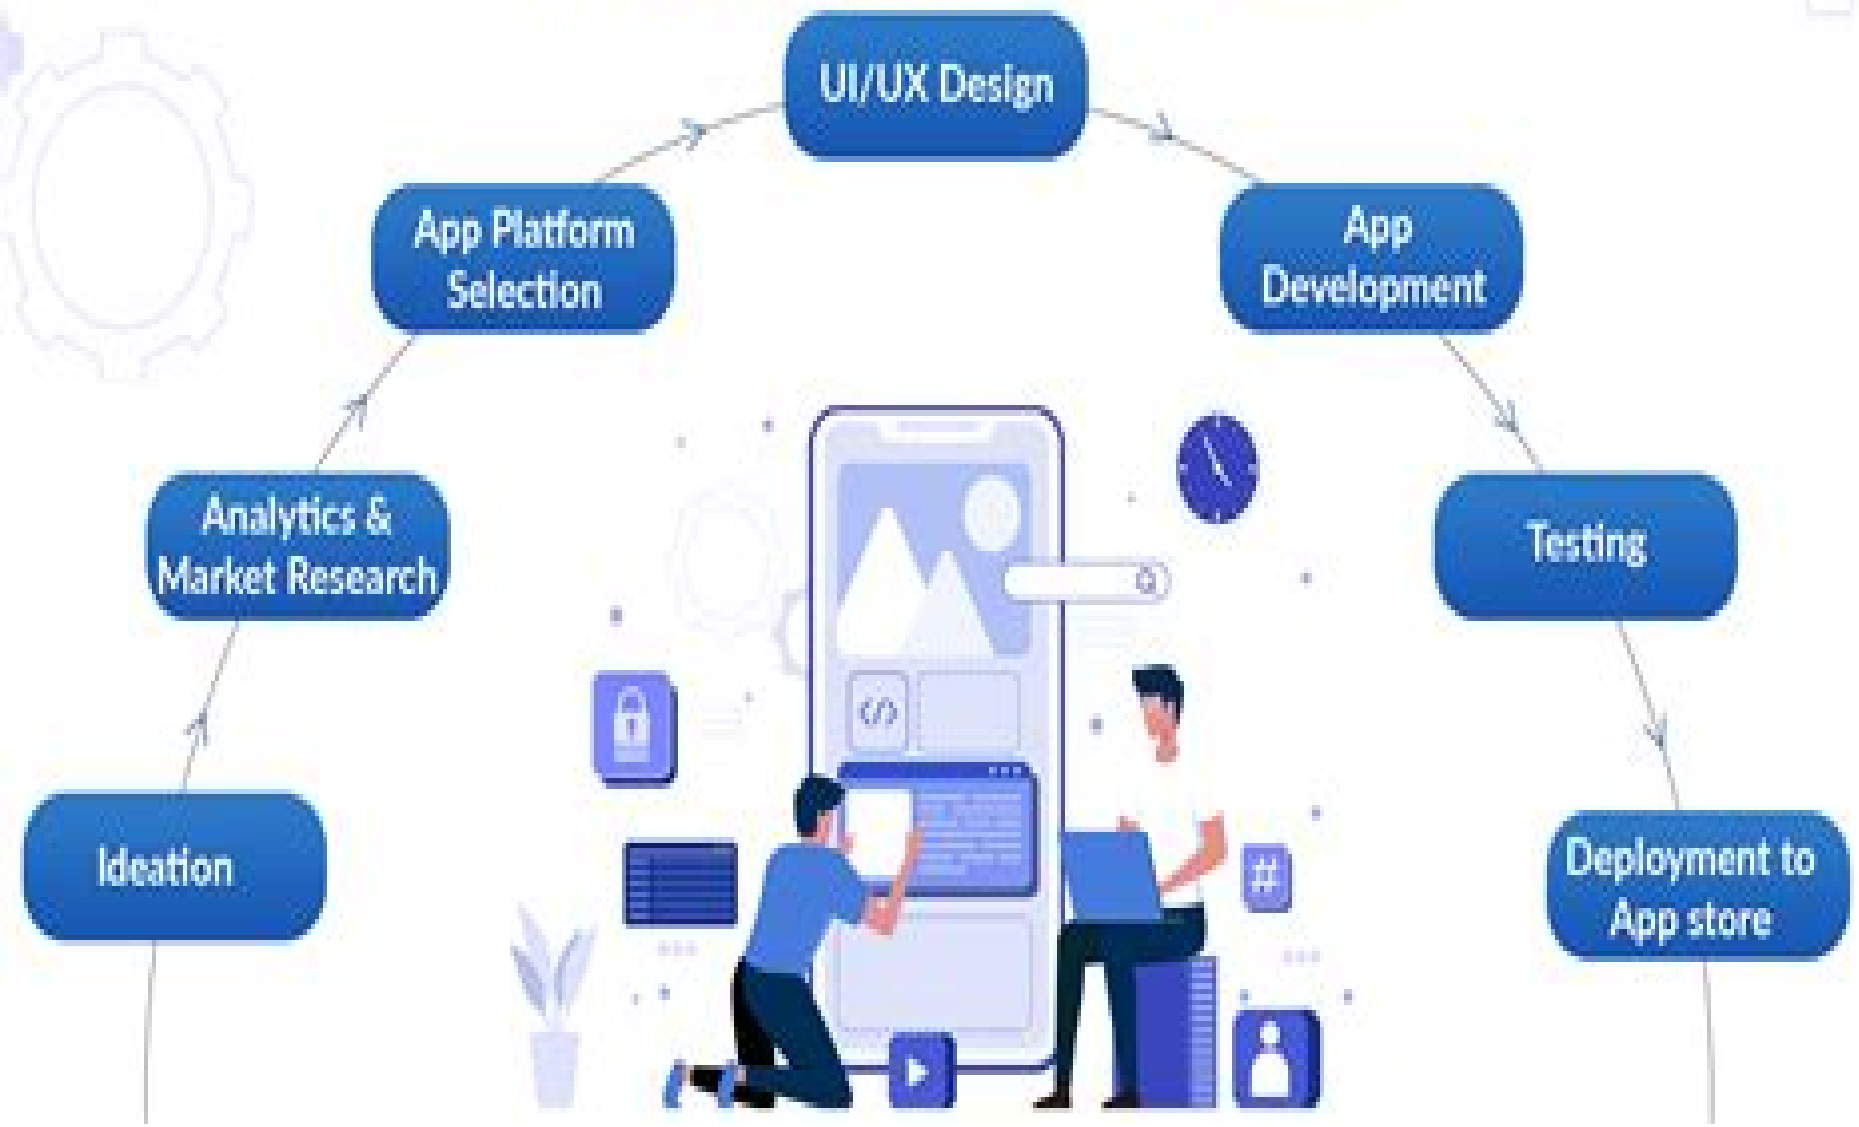 Ideation
Analytics &
Market Research
App Platform
Selection
UI/UX Design
App
Development
Testing
Deployment to
App store
</>
#